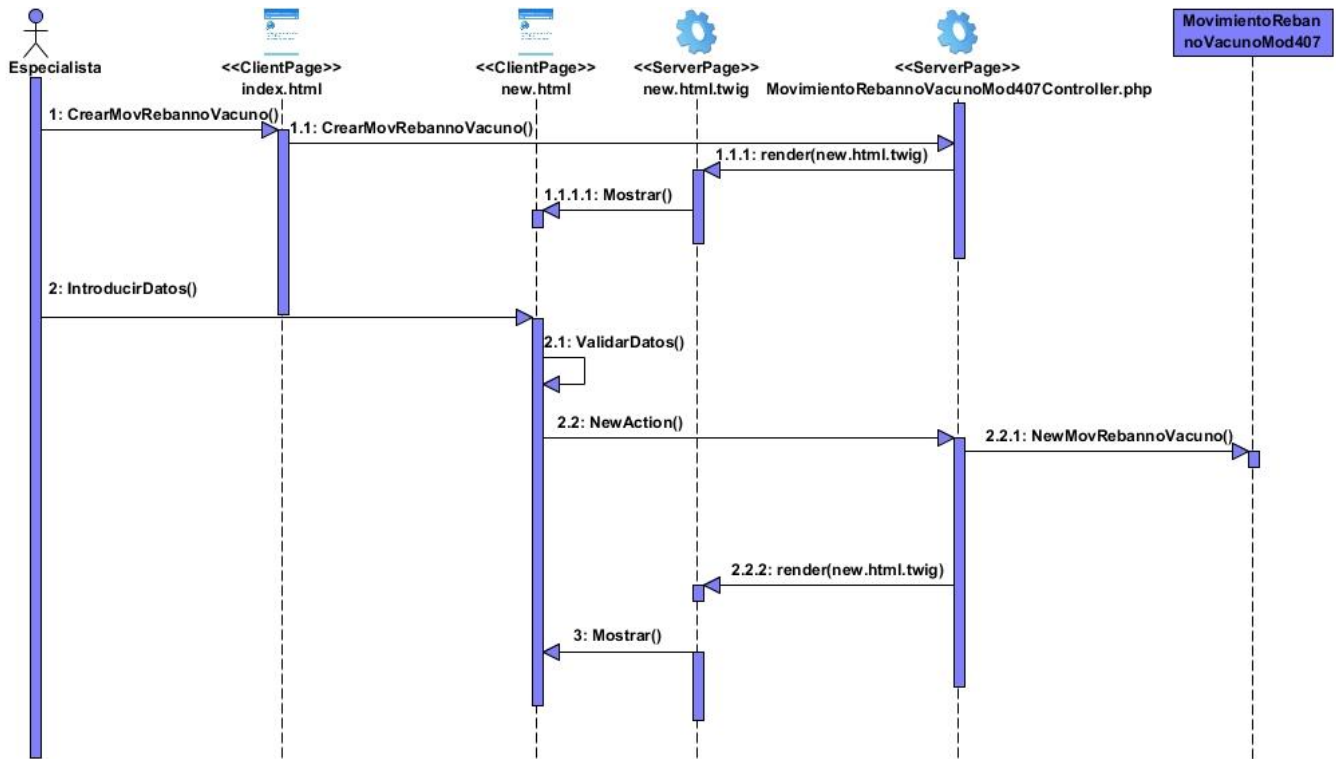 MovimientoReban
noVacunoMod407
Especialista
<<ClientPage>>
index.html
<<ClientPage>>
new.html
<<ServerPage>>
new.html.twig
<<ServerPage>>
MovimientoRebannoVacunoMod407Controller.php
1: CrearMovRebannoVacuno()
1.1: CrearMovRebannoVacuno()
1.1.1: render(new.html.twig)
1.1.1.1: Mostrar()
2: IntroducirDatos()
2.1: ValidarDatos()
2.2: NewAction()
2.2.1: NewMovRebannoVacuno()
2.2.2: render(new.html.twig)
3: Mostrar()